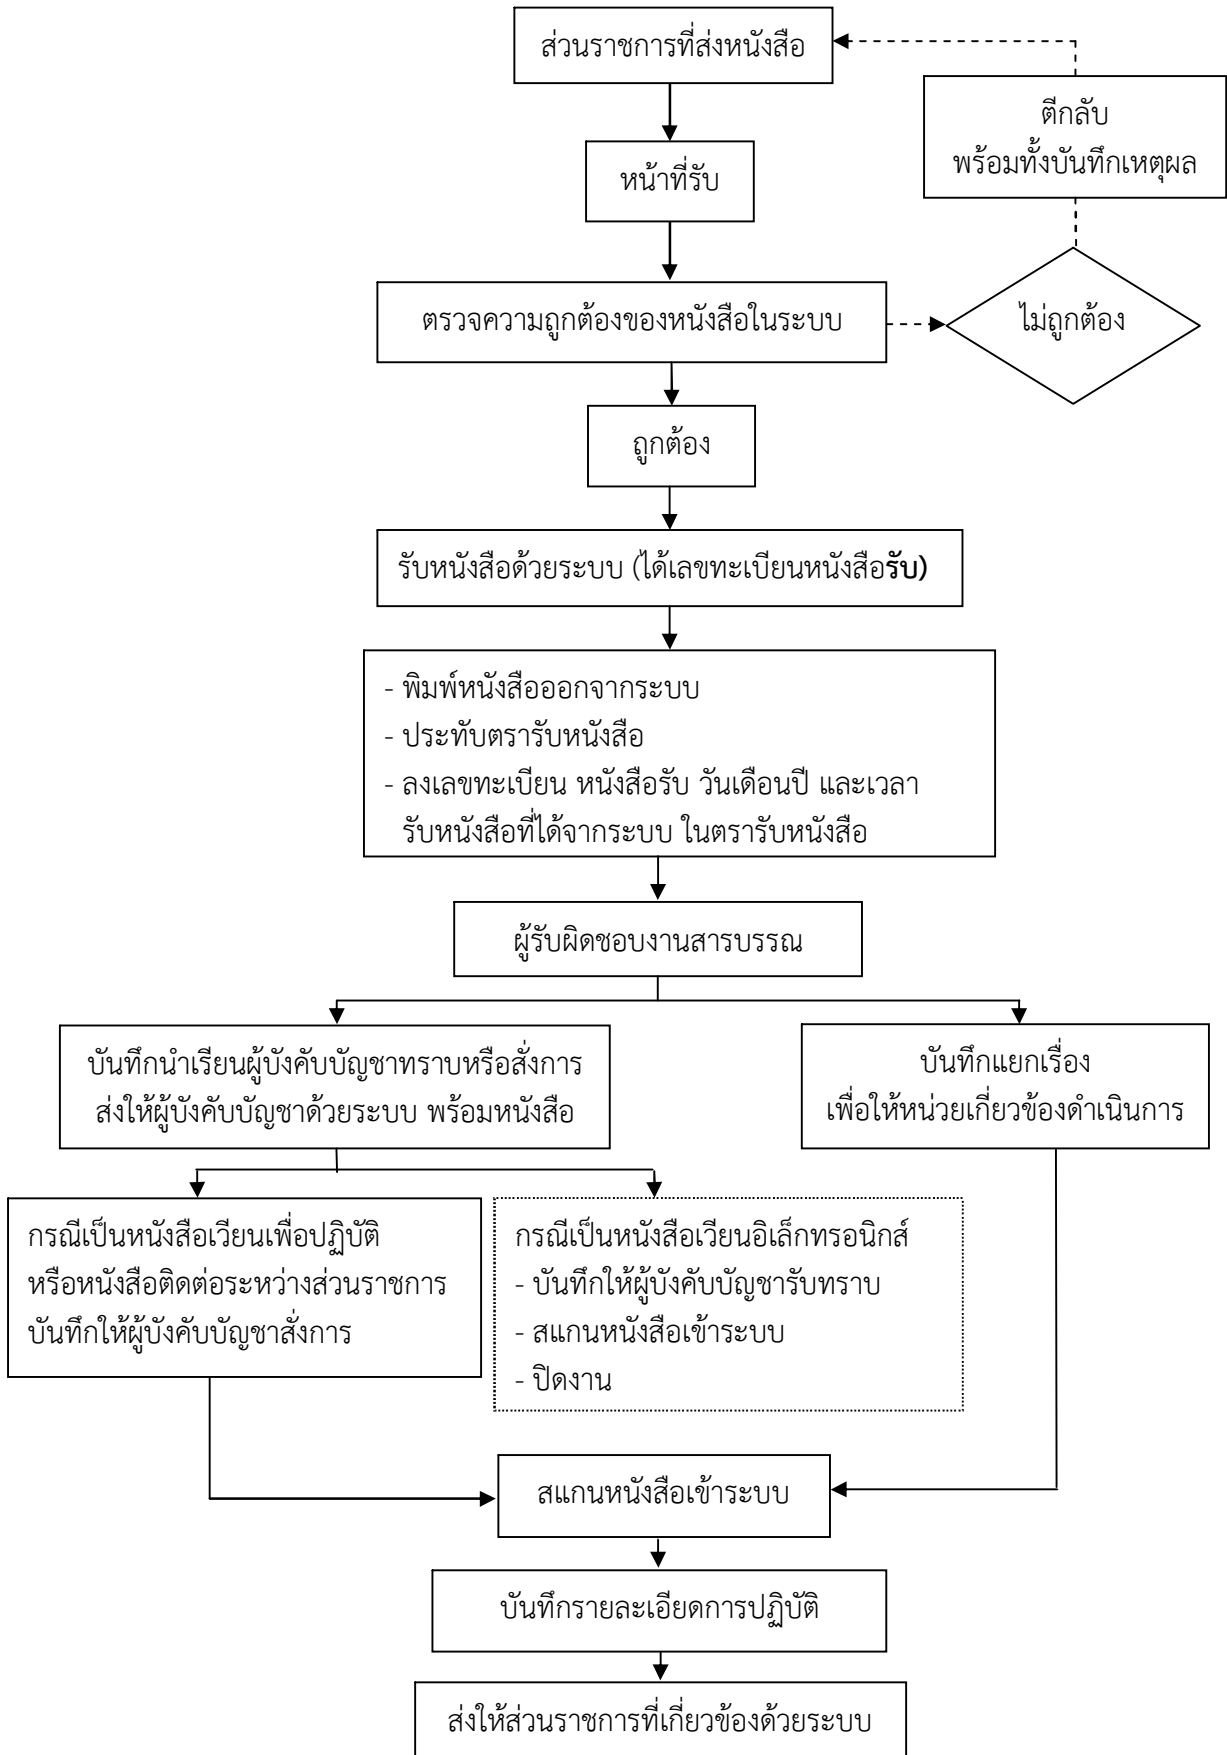 ส่วนราชการที่ส่งหนังสือ
ตีกลับ
พร้อมทั้งบันทึกเหตุผล
หน้าที่รับ
ตรวจความถูกต้องของหนังสือในระบบ
ไม่ถูกต้อง
ถูกต้อง
รับหนังสือด้วยระบบ (ได้เลขทะเบียนหนังสือรับ)
- พิมพ์หนังสือออกจากระบบ
- ประทับตรารับหนังสือ
- ลงเลขทะเบียน หนังสือรับ วันเดือนปี และเวลา
รับหนังสือที่ได้จากระบบ ในตรารับหนังสือ
ผู้รับผิดชอบงานสารบรรณ
บันทึกนำเรียนผู้บังคับบัญชาทราบหรือสั่งการ
ส่งให้ผู้บังคับบัญชาด้วยระบบ พร้อมหนังสือ
บันทึกแยกเรื่อง
เพื่อให้หน่วยเกี่ยวข้องดำเนินการ
กรณีเป็นหนังสือเวียนเพื่อปฏิบัติ
หรือหนังสือติดต่อระหว่างส่วนราชการ
บันทึกให้ผู้บังคับบัญชาสั่งการ
กรณีเป็นหนังสือเวียนอิเล็กทรอนิกส์
- บันทึกให้ผู้บังคับบัญชารับทราบ
- สแกนหนังสือเข้าระบบ
- ปิดงาน
สแกนหนังสือเข้าระบบ
บันทึกรายละเอียดการปฏิบัติ
ส่งให้ส่วนราชการที่เกี่ยวข้องด้วยระบบ